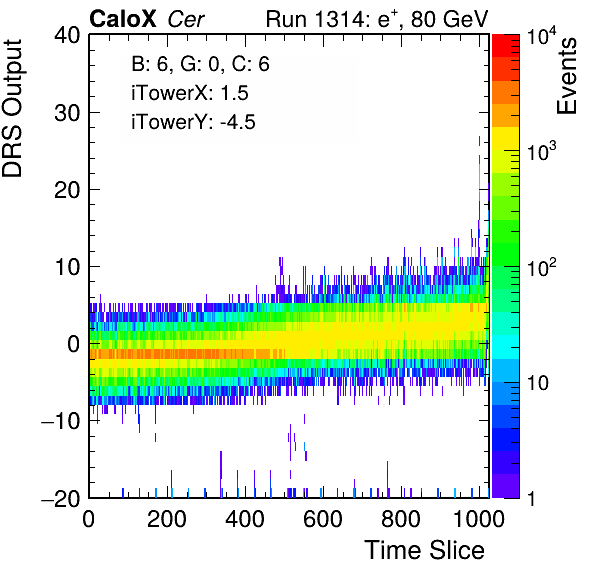 CaloX Cer
Run 1314: e+, 80 GeV
DRS Output
40
30
20
10
0
−10
−20
B: 6, G: 0, C: 6
iTowerX: 1.5
iTowerY: -4.5
0
200
400
600
800
1000
Time Slice
10^4
10^3
10^2
10
1
Events